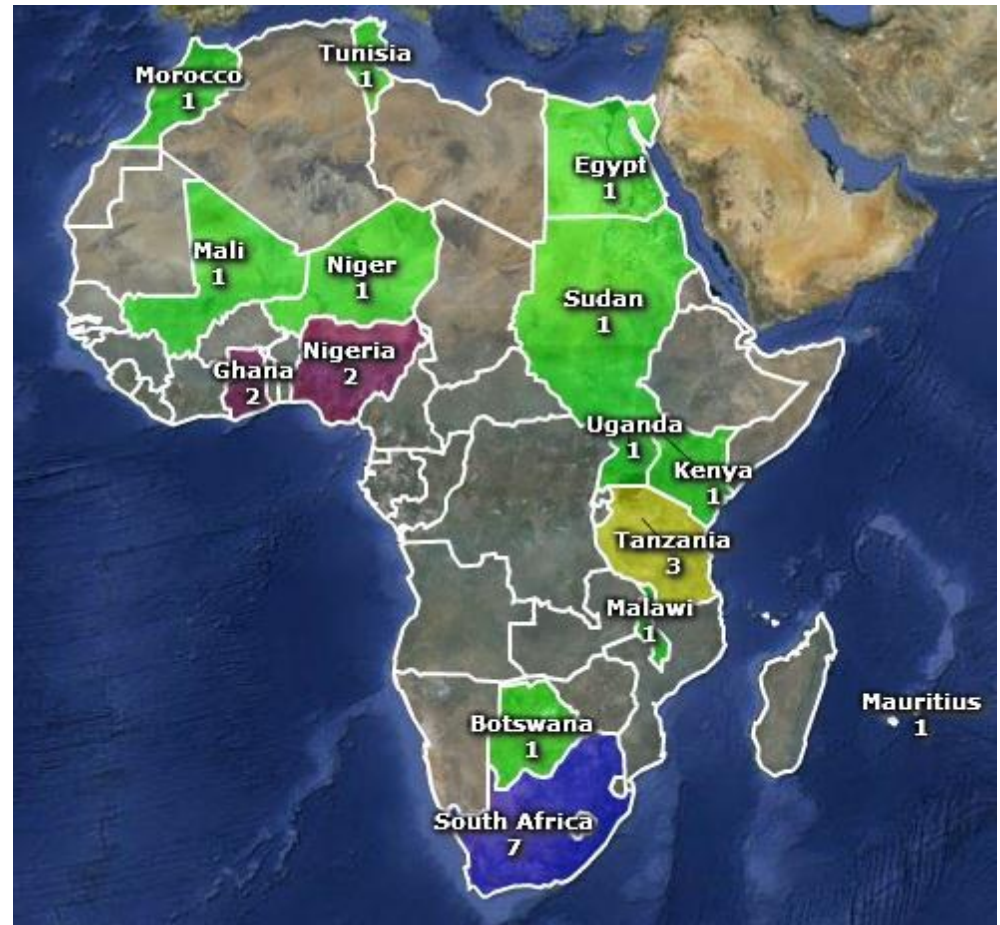 Tunisia
1
Morocco
1
Egypt
1
Mali
1
Niger
1
Sudan
1
Nigeria
2
Ghana
2
Uganda
1
Kenya
1
Tanzania
3
Malawi
1
Mauritius
1
Botswana
1
South Africa
7